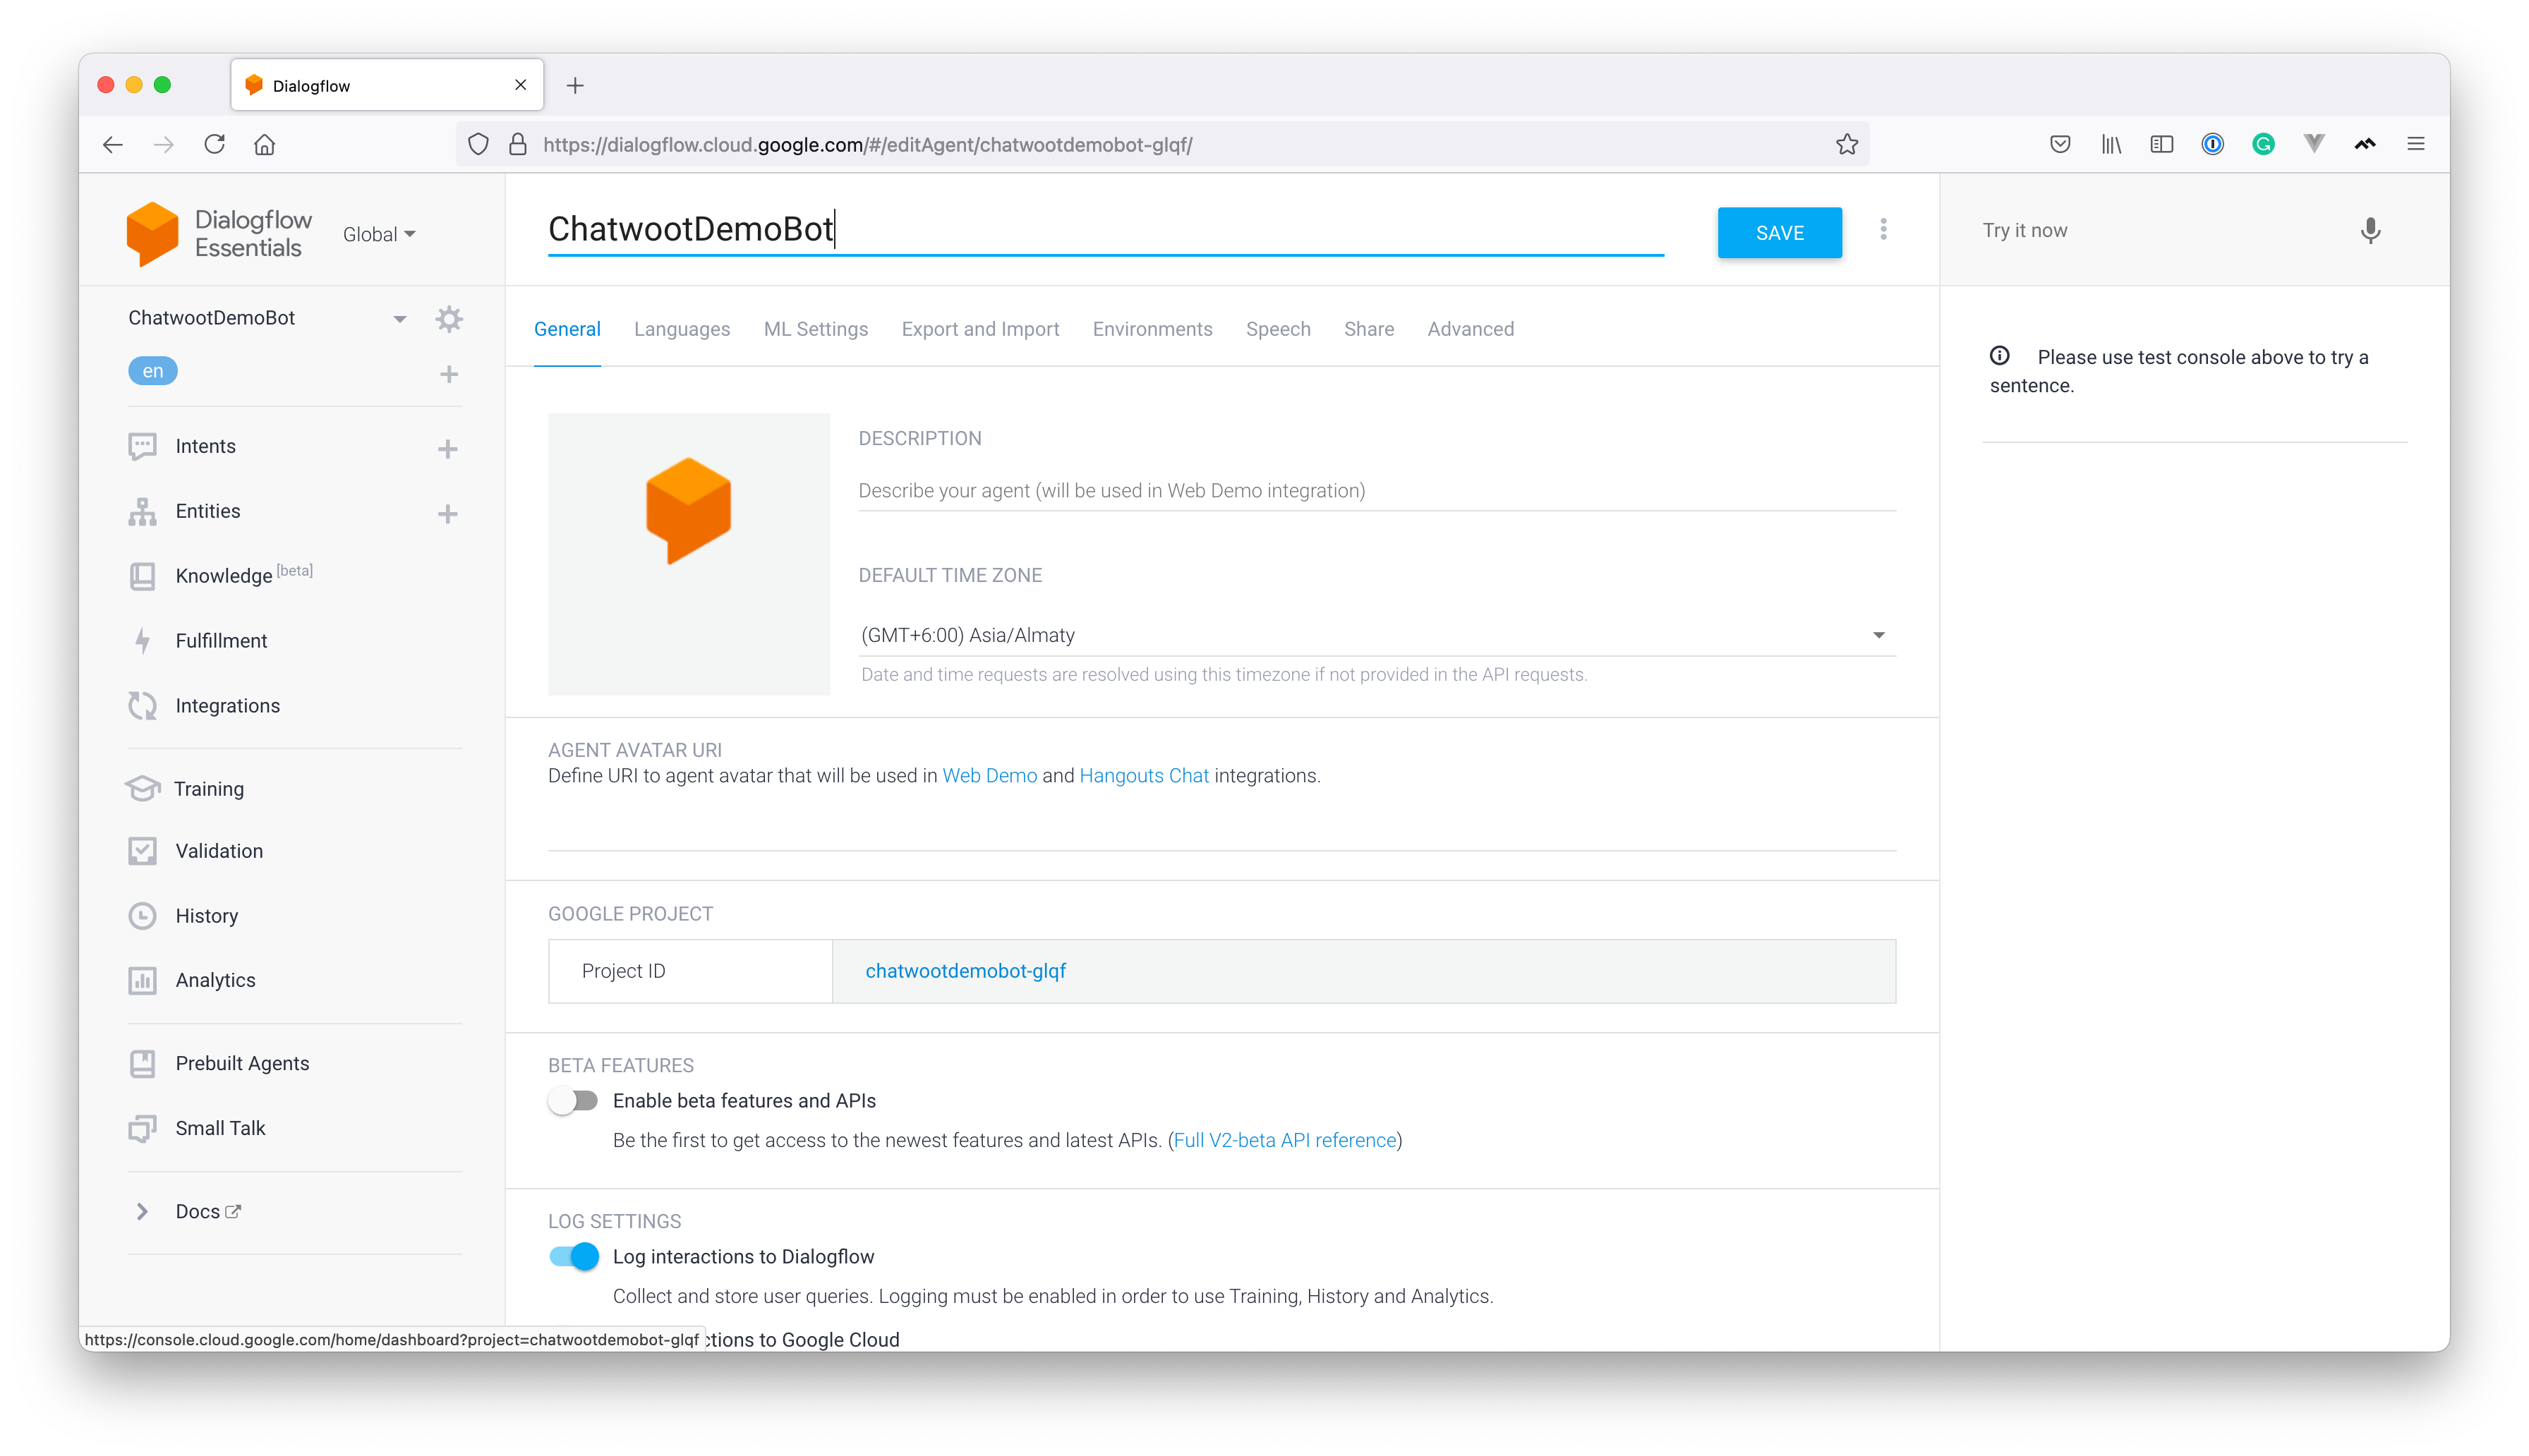 Dialogflow
https://dialogflow.cloud.google.com/#/editAgent/chatwootdemobot-glqf/
Dialogflow
Essentials
Global
ChatwootDemoBot
en
Intents
Entities
Knowledge [beta]
Fulfillment
Integrations
Training
Validation
History
Analytics
Prebuilt Agents
Small Talk
Docs
ChatwootDemoBot
SAVE
General Languages ML Settings Export and Import Environments Speech Share Advanced
DESCRIPTION
Describe your agent (will be used in Web Demo integration)
DEFAULT TIME ZONE
(GMT+6:00) Asia/Almaty
Date and time requests are resolved using this timezone if not provided in the API requests.
AGENT AVATAR URI
Define URI to agent avatar that will be used in Web Demo and Hangouts Chat integrations.
GOOGLE PROJECT
Project ID chatwootdemobot-glqf
BETA FEATURES
Enable beta features and APIs
Be the first to get access to the newest features and latest APIs. (Full V2-beta API reference)
LOG SETTINGS
Log interactions to Dialogflow
Collect and store user queries. Logging must be enabled in order to use Training, History and Analytics.
ctions to Google Cloud
https://console.cloud.google.com/home/dashboard?project=chatwootdemobot-glqf
Try it now
Please use test console above to try a
sentence.